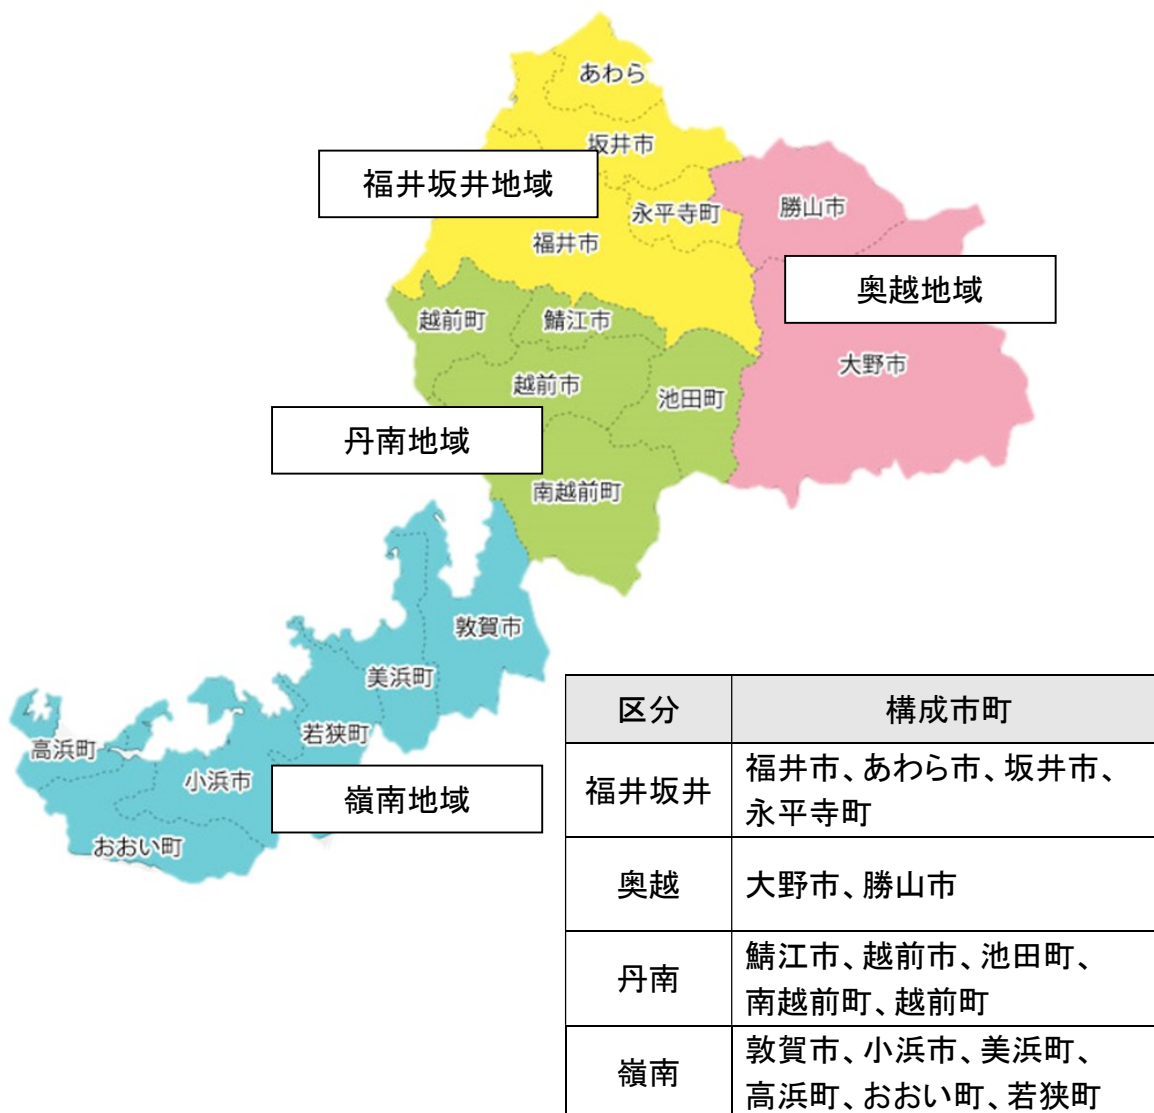 あわら
坂井市
福井坂井地域
永平寺町
勝山市
福井市
奥越地域
越前町
鯖江市
大野市
越前市
池田町
丹南地域
南越前町
敦賀市
美浜町
若狭町
高浜町
小浜市
嶺南地域
おおい町
区分
構成市町
福井坂井
福井市、あわら市、坂井市、
永平寺町
奥越
大野市、勝山市
丹南
鯖江市、越前市、池田町、
南越前町、越前町
嶺南
敦賀市、小浜市、美浜町、
高浜町、おおい町、若狭町